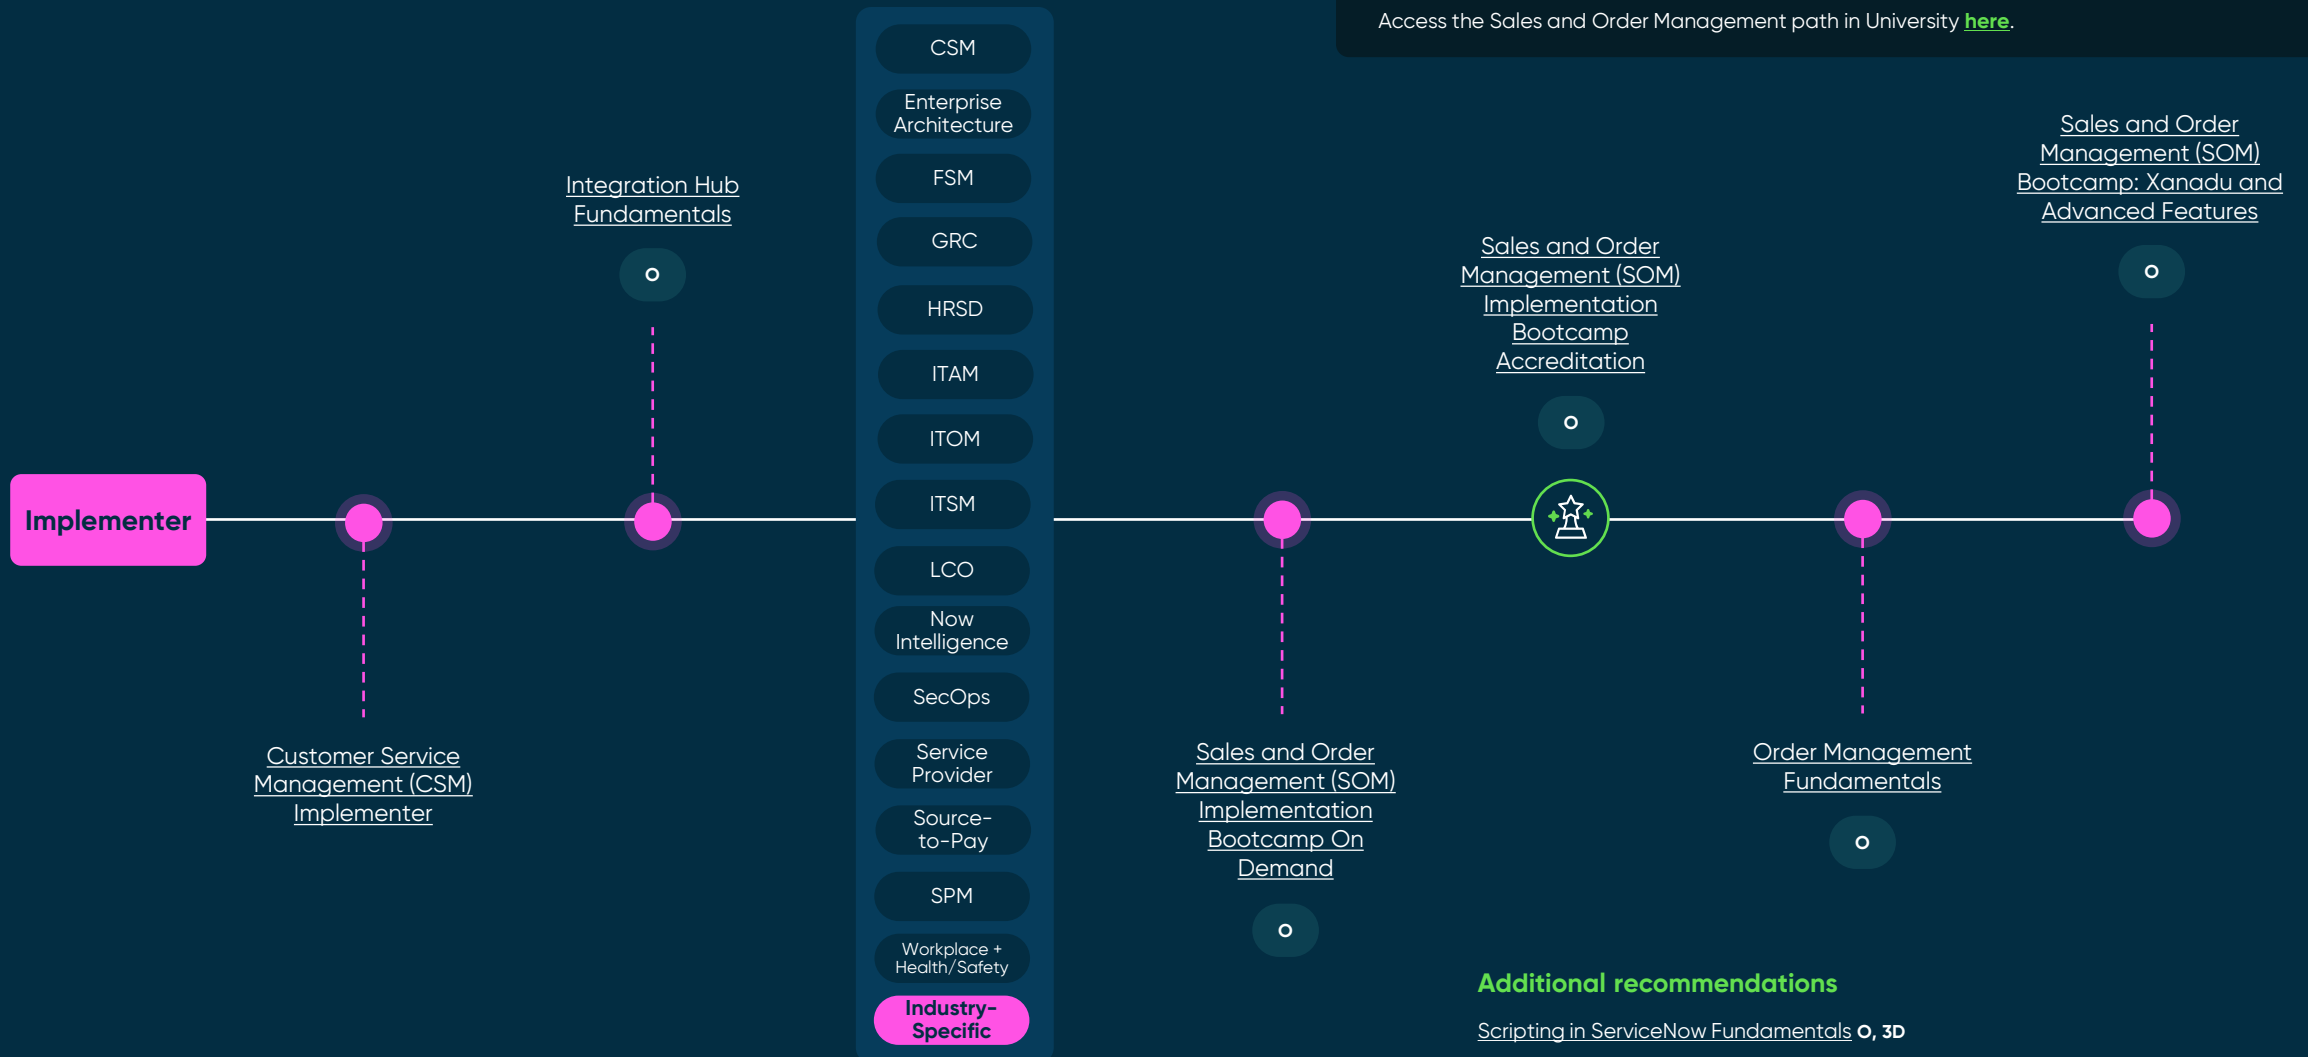 Access the Sales and Order Management path in University here.
CSM
Enterprise
Architecture
FSM
GRC
HRSD
ITAM
ITOM
ITSM
LCO
Now
Intelligence
SecOps
Service
Provider
Source-
to-Pay
SPM
Workplace +
Health/Safety
Industry-
Specific
Implementer
Customer Service
Management (CSM)
Implementer
Integration Hub
Fundamentals
O
Sales and Order
Management (SOM)
Implementation
Bootcamp On
Demand
O
Sales and Order
Management (SOM)
Implementation
Bootcamp
Accreditation
O
Order Management
Fundamentals
O
Sales and Order
Management (SOM)
Bootcamp: Xanadu and
Advanced Features
O
Additional recommendations
Scripting in ServiceNow Fundamentals O, 3D